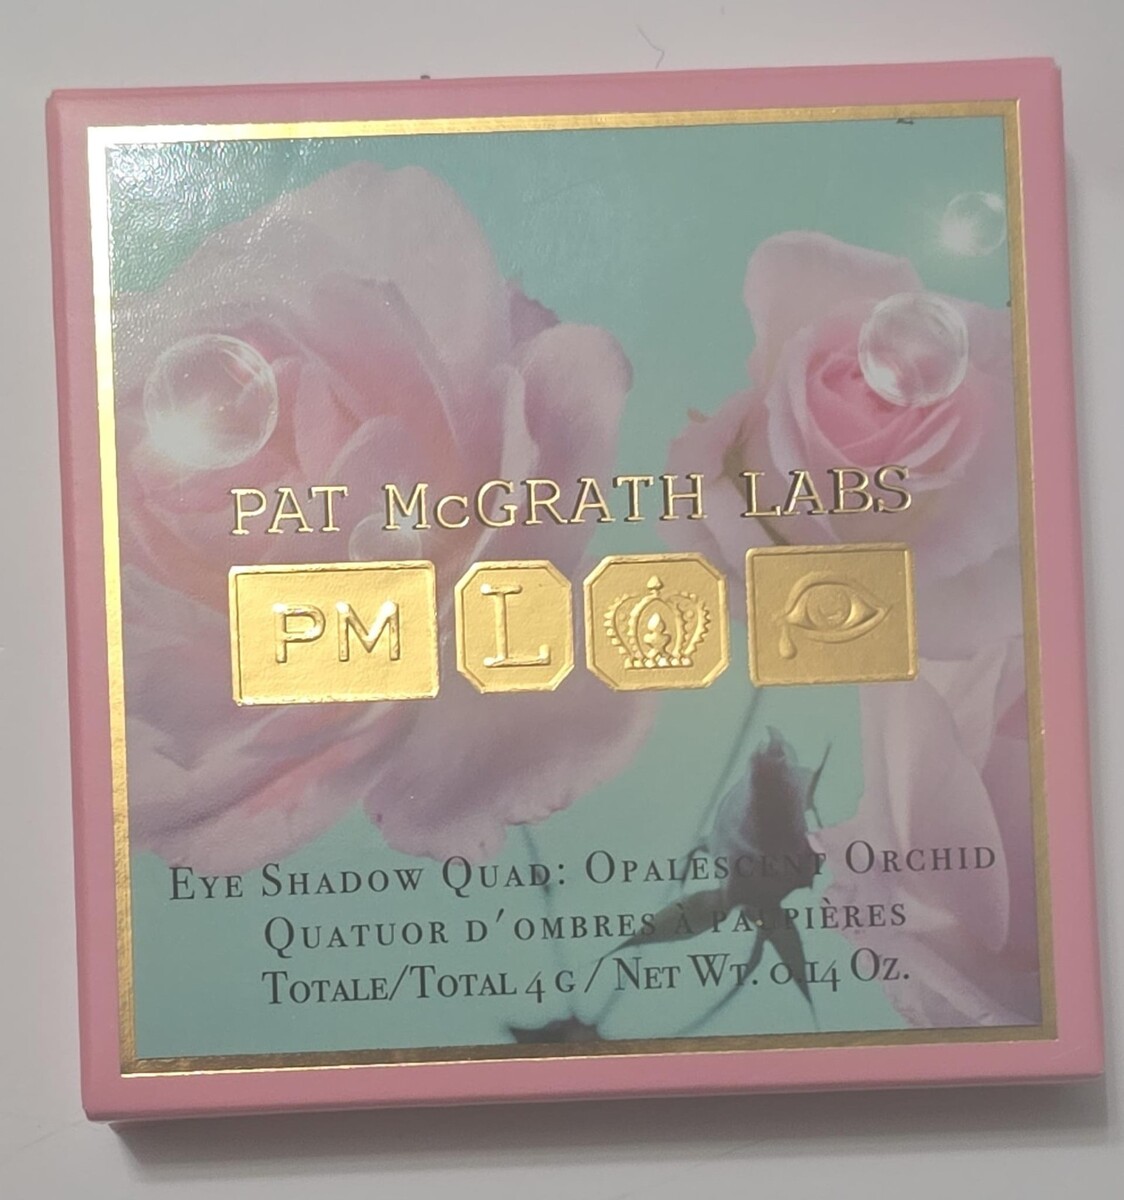 PAT McGRATH LABS
PM L
EYE SHADOW QUAD: OPALESCENT ORCHID
QUATUOR D'OMBRES À PAUPIÈRES
TOTALE/TOTAL 4 G / NET WT. 0.14 OZ.